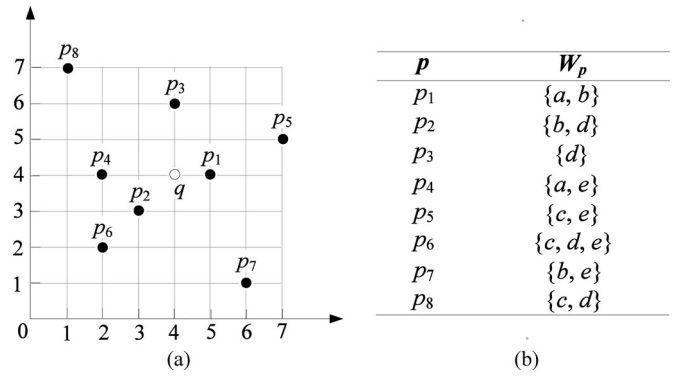 p8
7
p3
6
p5
5
p4
p1
4
q
p2
3
p6
2
p7
1
0 1 2 3 4 5 6 7
(a)
p Wp
p1 {a, b}
p2 {b, d}
p3 {d}
p4 {a, e}
p5 {c, e}
p6 {c, d, e}
p7 {b, e}
p8 {c, d}
(b)